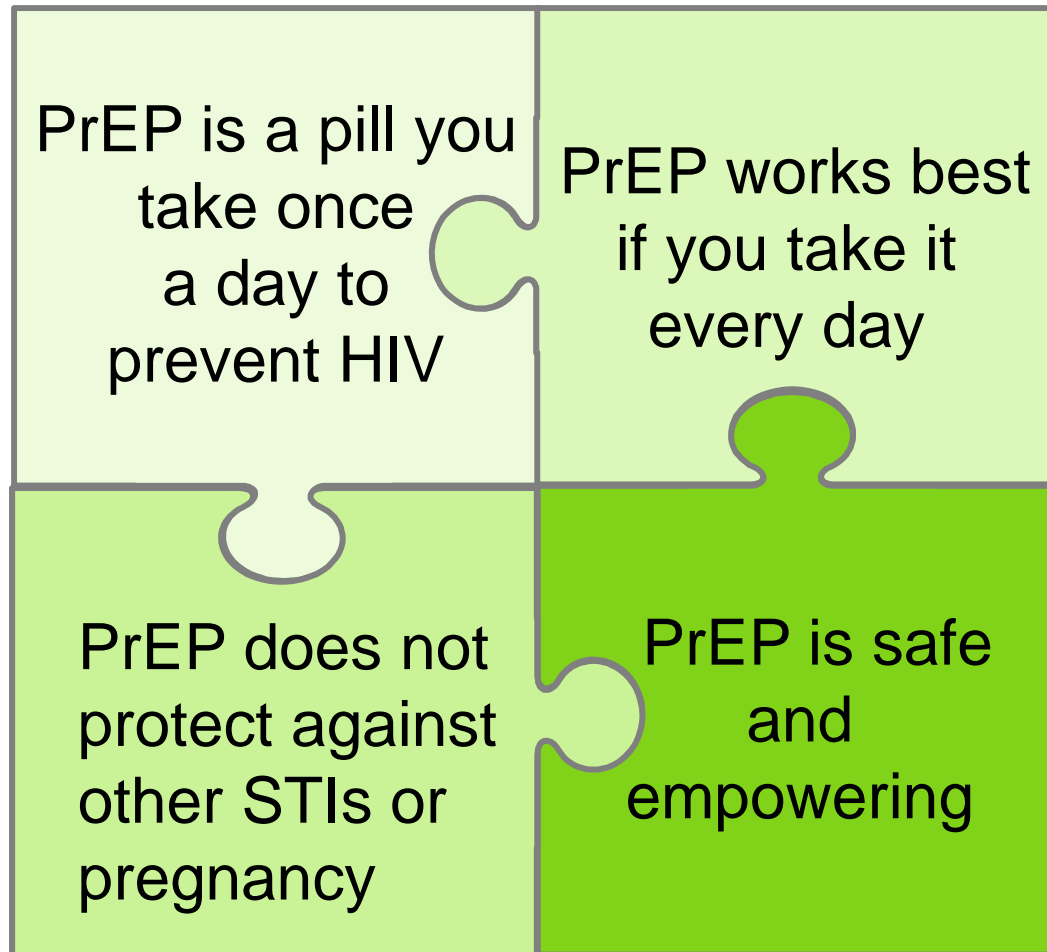 PrEP is a pill you
take once
a day to
prevent HIV
PrEP works best
if you take it
every day
PrEP does not
protect against
other STIs or
pregnancy
PrEP is safe
and
empowering